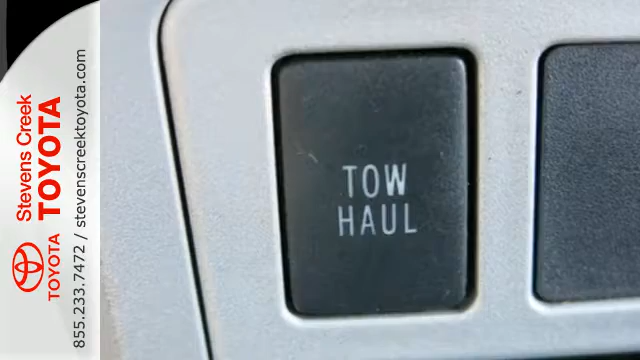 Stevens Creek
TOYOTA
TOYOTA
855.233.7472 / stevenscreektoyota.com
TOW
HAUL